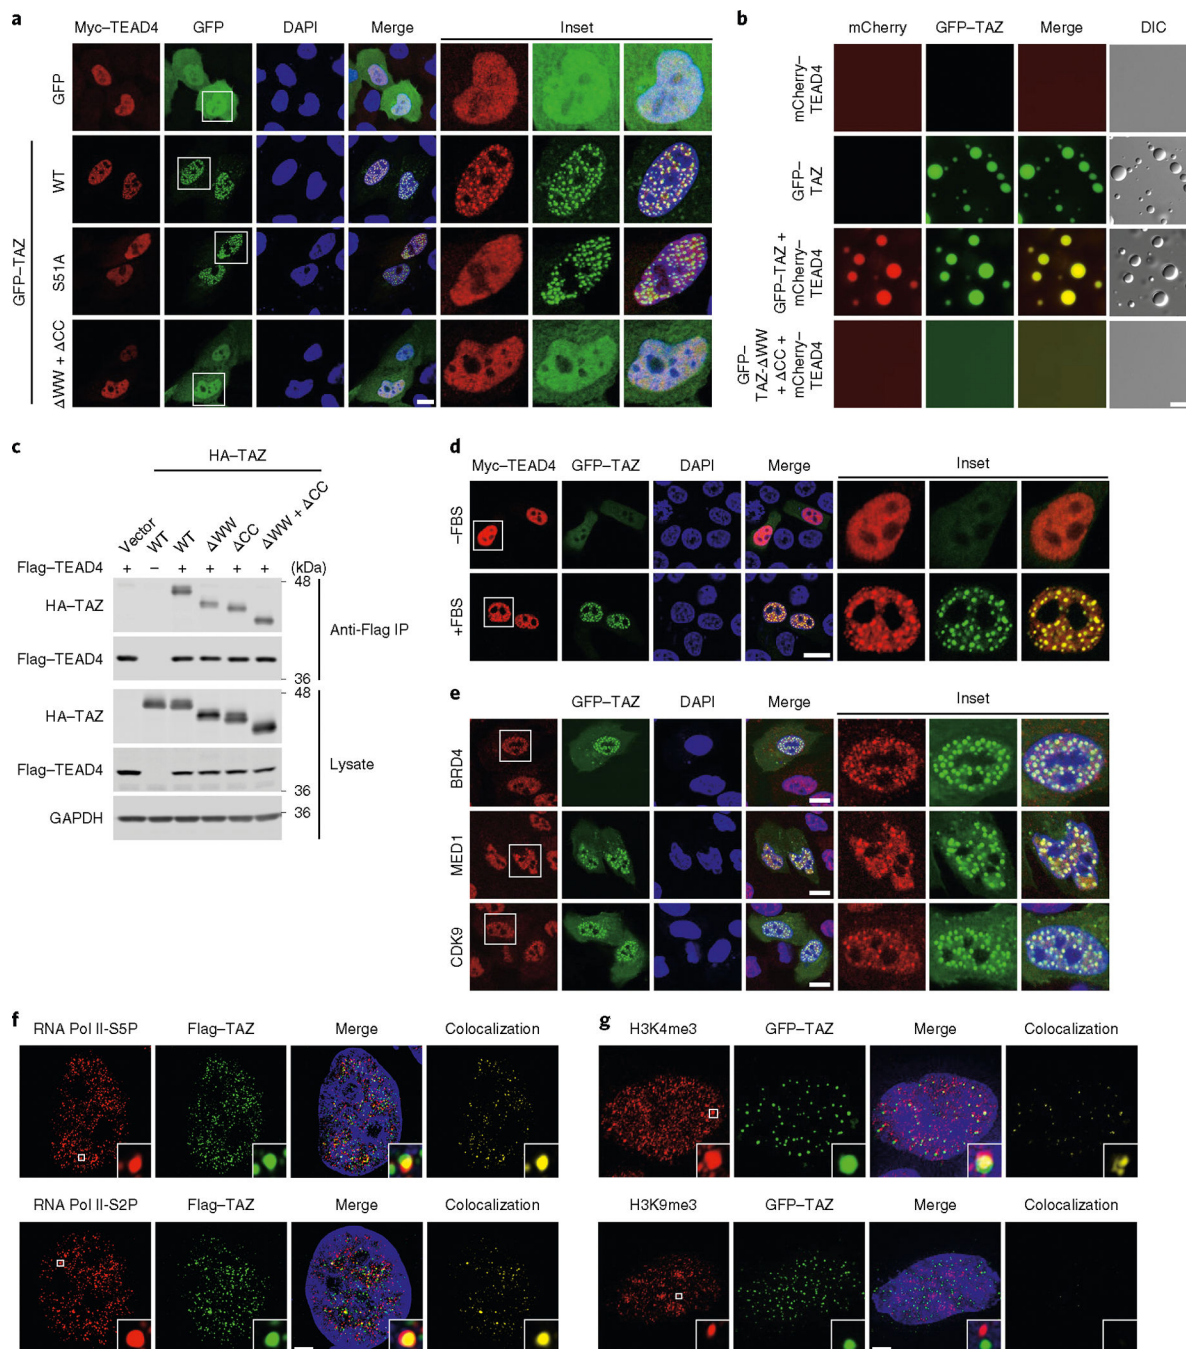 a
Myc–TEAD4 GFP DAPI Merge Inset
GFP
GFP–TAZ
WT
S51A
ΔWW + ΔCC
b
mCherry GFP–TAZ Merge DIC
mCherry–
TEAD4
GFP–
TAZ
GFP–TAZ +
mCherry–
TEAD4
GFP–
TAZ-ΔWW
+ ΔCC +
mCherry–
TEAD4
c
HA–TAZ
Vector WT WT ΔWW ΔCC ΔWW + ΔCC
Flag–TEAD4 + – + + + + (kDa)
48
HA–TAZ
Anti-Flag IP
Flag–TEAD4
36
48
HA–TAZ
Lysate
Flag–TEAD4
36
GAPDH
36
d
Myc–TEAD4 GFP–TAZ DAPI Merge Inset
–FBS
+FBS
e
GFP–TAZ DAPI Merge Inset
BRD4
MED1
CDK9
f
RNA Pol II-S5P Flag–TAZ Merge Colocalization
RNA Pol II-S2P Flag–TAZ Merge Colocalization
g
H3K4me3 GFP–TAZ Merge Colocalization
H3K9me3 GFP–TAZ Merge Colocalization